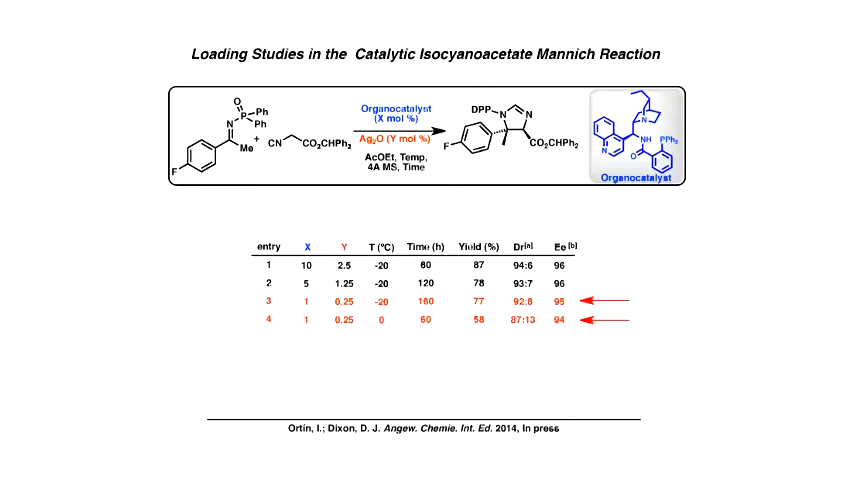 Loading Studies in the Catalytic Isocyanoacetate Mannich Reaction
O
P Ph
Ph
N
Me
F
+
CN CO₂CHPh₂
Organocatalyst
(X mol %)
Ag₂O (Y mol %)
AcOEt, Temp,
4A MS, Time
DPP N N
F
CO₂CHPh₂
N
N
NH PPh₂
O
Organocatalyst
entry X Y T (ºC) Time (h) Yield (%) Dr[a] Ee [b]
1 10 2.5 -20 60 87 94:6 96
2 5 1.25 -20 120 78 93:7 96
3 1 0.25 -20 160 77 92:8 95
4 1 0.25 0 60 58 87:13 94
Ortín, I.; Dixon, D. J. Angew. Chemie. Int. Ed. 2014, In press